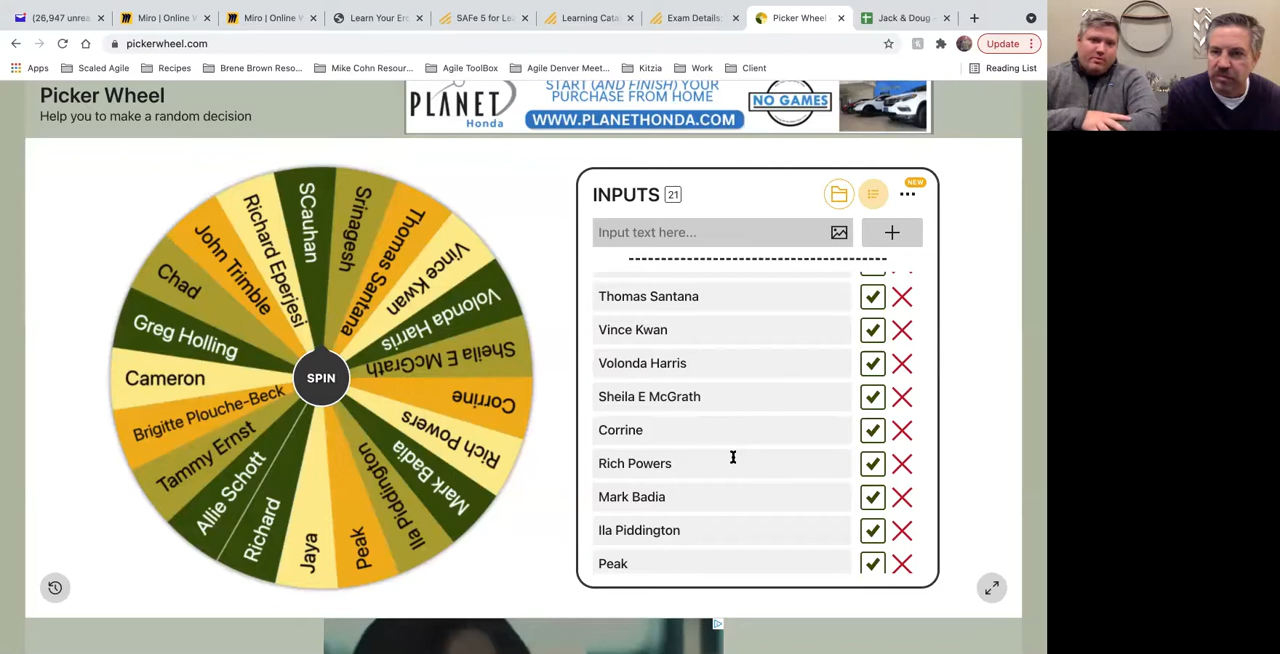 (26,947 unrea
Miro | Online W
Miro | Online W
Learn Your Enn
SAFe 5 for Lea
Learning Cata
Exam Details:
Picker Wheel
Jack & Doug –
pickerwheel.com
Update
Apps
Scaled Agile
Recipes
Brene Brown Reso...
Mike Cohn Resour...
Agile ToolBox
Agile Denver Meet...
Kitzia
Work
Client
Reading List
Picker Wheel
Help you to make a random decision
PLANET
Honda
START (AND FINISH) YOUR
PURCHASE FROM HOME
WWW.PLANETHONDA.COM
NO GAMES
SCauhan
Srinagesh
Thomas Santana
Vince Kwan
Volonda Harris
Sheila E McGrath
Corrine
Rich Powers
Mark Badia
Ila Piddington
Peak
Jaya
Richard
Allie Schott
Tammy Ernst
Brigitte Plouche-Beck
Cameron
Greg Holling
Chad
John Trimble
Richard Eperjesi
SPIN
INPUTS 21
NEW
Input text here...
Thomas Santana
Vince Kwan
Volonda Harris
Sheila E McGrath
Corrine
Rich Powers
Mark Badia
Ila Piddington
Peak